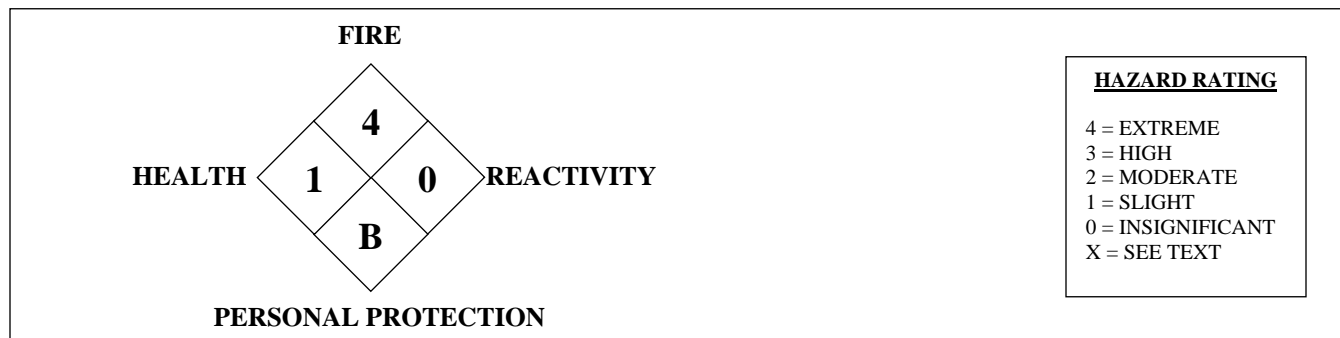 FIRE
4
HEALTH 1 0 REACTIVITY
B
PERSONAL PROTECTION
HAZARD RATING
4 = EXTREME
3 = HIGH
2 = MODERATE
1 = SLIGHT
0 = INSIGNIFICANT
X = SEE TEXT